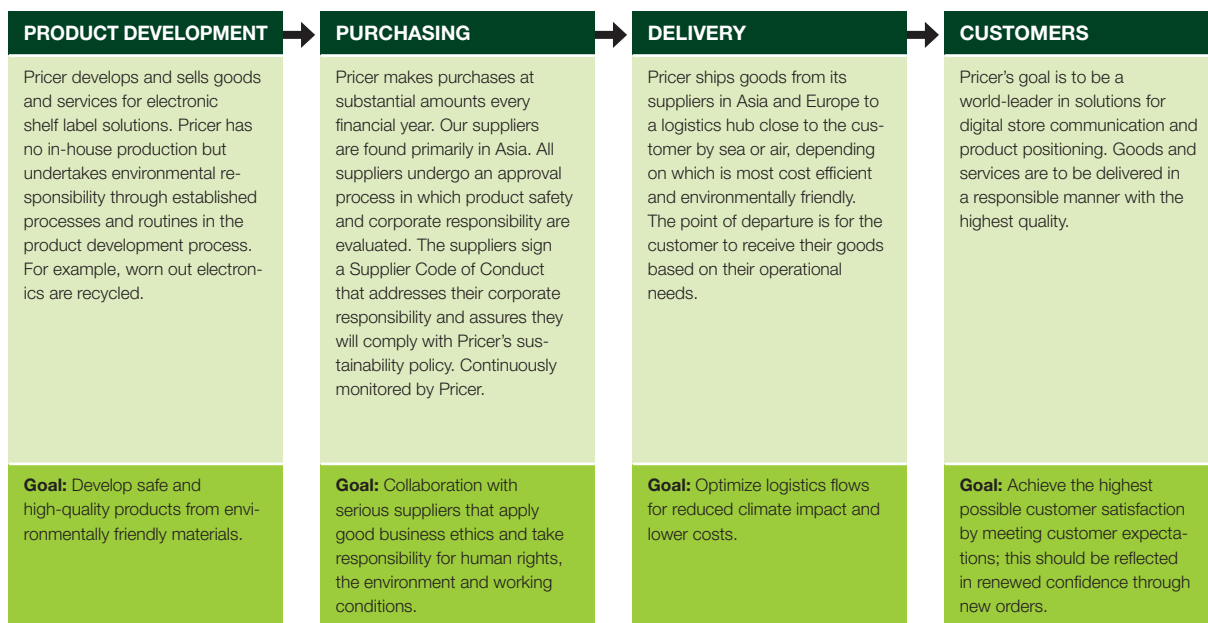 PRODUCT DEVELOPMENT
Pricer develops and sells goods
and services for electronic
shelf label solutions. Pricer has
no in-house production but
undertakes environmental re-
sponsibility through established
processes and routines in the
product development process.
For example, worn out electron-
ics are recycled.
Goal: Develop safe and
high-quality products from envi-
ronmentally friendly materials.
PURCHASING
Pricer makes purchases at
substantial amounts every
financial year. Our suppliers
are found primarily in Asia. All
suppliers undergo an approval
process in which product safety
and corporate responsibility are
evaluated. The suppliers sign
a Supplier Code of Conduct
that addresses their corporate
responsibility and assures they
will comply with Pricer's sus-
tainability policy. Continuously
monitored by Pricer.
Goal: Collaboration with
serious suppliers that apply
good business ethics and take
responsibility for human rights,
the environment and working
conditions.
DELIVERY
Pricer ships goods from its
suppliers in Asia and Europe to
a logistics hub close to the cus-
tomer by sea or air, depending
on which is most cost efficient
and environmentally friendly.
The point of departure is for the
customer to receive their goods
based on their operational
needs.
Goal: Optimize logistics flows
for reduced climate impact and
lower costs.
CUSTOMERS
Pricer's goal is to be a
world-leader in solutions for
digital store communication and
product positioning. Goods and
services are to be delivered in
a responsible manner with the
highest quality.
Goal: Achieve the highest
possible customer satisfaction
by meeting customer expecta-
tions; this should be reflected
in renewed confidence through
new orders.